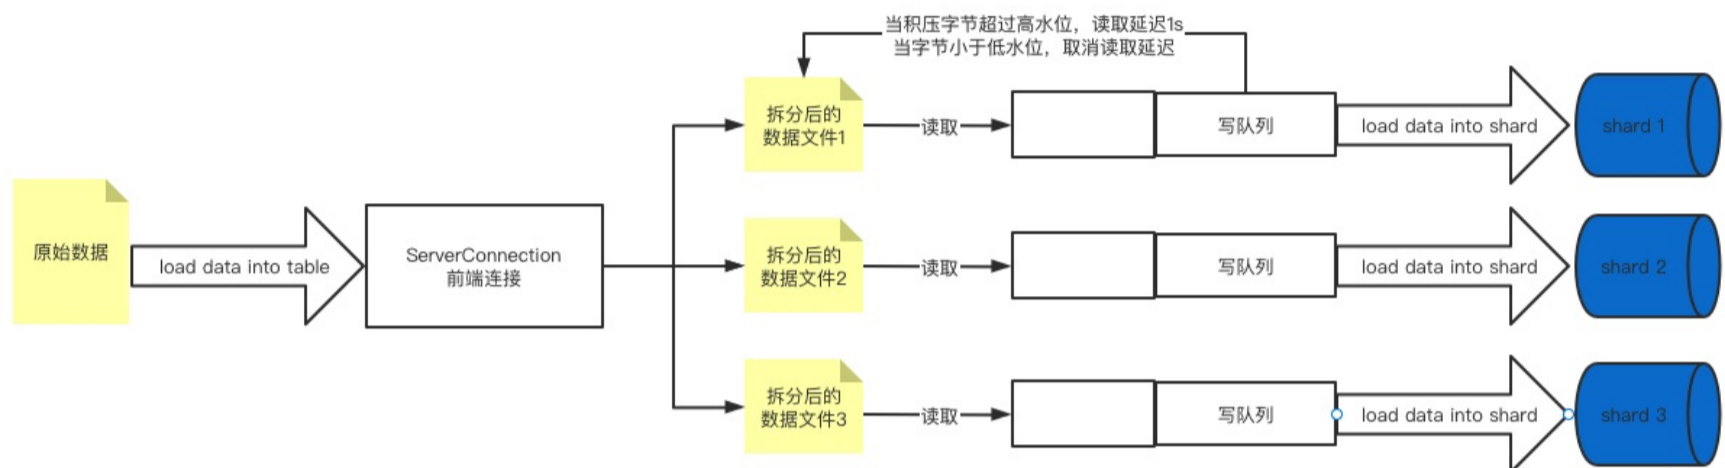 当积压字节超过高水位，读取延迟1s
当字节小于低水位，取消读取延迟
原始数据
load data into table
ServerConnection
前端连接
拆分后的
数据文件1
读取
写队列
load data into shard
shard 1
拆分后的
数据文件2
读取
写队列
load data into shard
shard 2
拆分后的
数据文件3
读取
写队列
load data into shard
shard 3